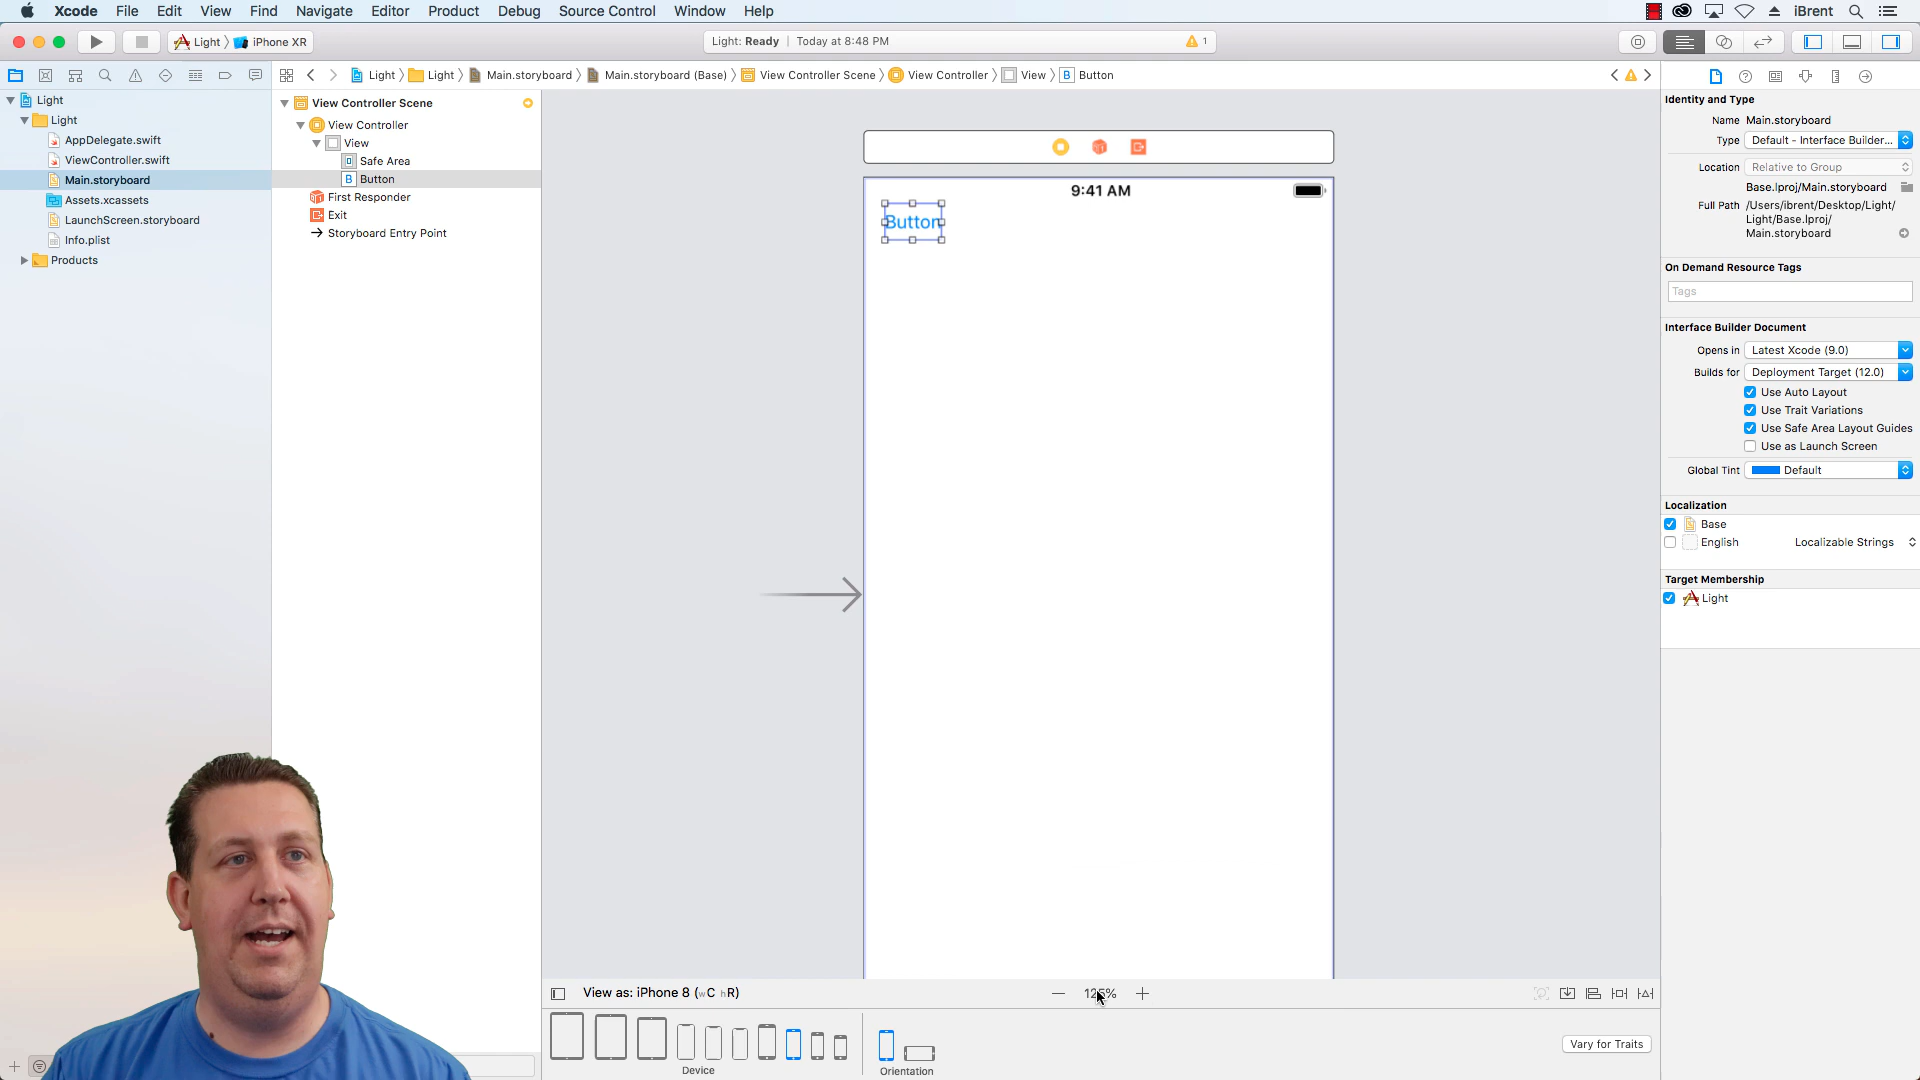 Xcode File Edit View Find Navigate Editor Product Debug Source Control Window Help iBrent
Light iPhone XR Light: Ready Today at 8:48 PM 1
Light Light Main.storyboard Main.storyboard (Base) View Controller Scene View Controller View B Button
Light
Light
AppDelegate.swift
ViewController.swift
Main.storyboard
Assets.xcassets
LaunchScreen.storyboard
Info.plist
Products
View Controller Scene
View Controller
View
Safe Area
B Button
First Responder
Exit
Storyboard Entry Point
9:41 AM
Button
View as: iPhone 8 (wC hR)
Device
Orientation
Vary for Traits
Identity and Type
Name Main.storyboard
Type Default - Interface Builder...
Location Relative to Group
Base.lproj/Main.storyboard
Full Path /Users/ibrent/Desktop/Light/
Light/Base.lproj/
Main.storyboard
On Demand Resource Tags
Tags
Interface Builder Document
Opens in Latest Xcode (9.0)
Builds for Deployment Target (12.0)
Use Auto Layout
Use Trait Variations
Use Safe Area Layout Guides
Use as Launch Screen
Global Tint Default
Localization
Base
English Localizable Strings
Target Membership
Light